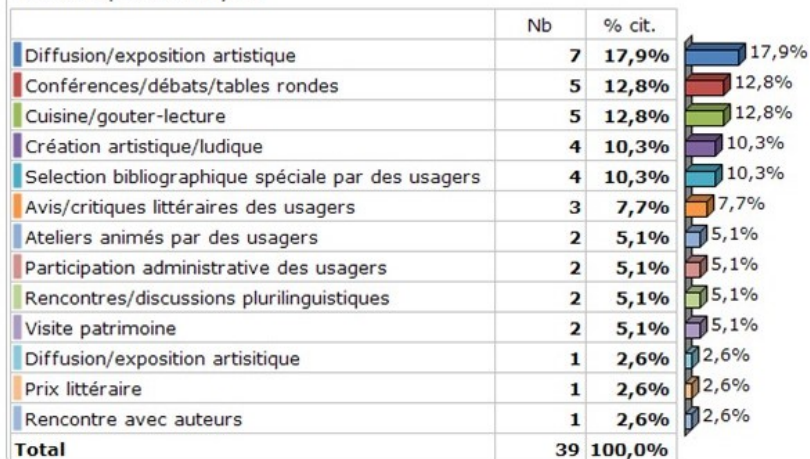 Nb % cit.
Diffusion/exposition artistique 7 17,9% 17,9%
Conférences/débats/tables rondes 5 12,8% 12,8%
Cuisine/gouter-lecture 5 12,8% 12,8%
Création artistique/ludique 4 10,3% 10,3%
Selection bibliographique spéciale par des usagers 4 10,3% 10,3%
Avis/critiques littéraires des usagers 3 7,7% 7,7%
Ateliers animés par des usagers 2 5,1% 5,1%
Participation administrative des usagers 2 5,1% 5,1%
Rencontres/discussions plurilinguistiques 2 5,1% 5,1%
Visite patrimoine 2 5,1% 5,1%
Diffusion/exposition artisitique 1 2,6% 2,6%
Prix littéraire 1 2,6% 2,6%
Rencontre avec auteurs 1 2,6% 2,6%
Total 39 100,0%